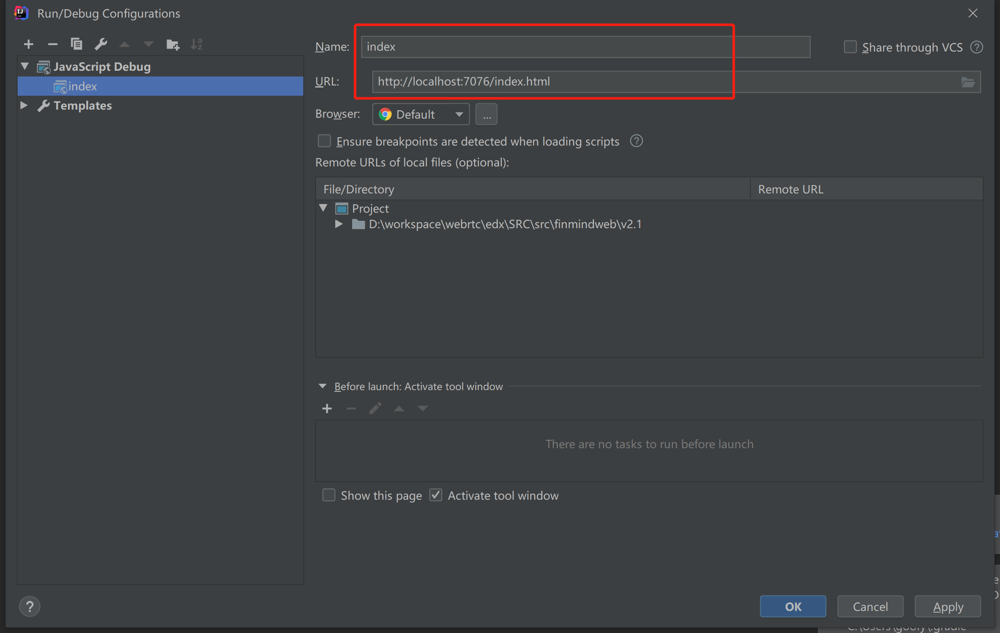 Run/Debug Configurations
Name: index
Share through VCS
JavaScript Debug
index
Templates
URL: http://localhost:7076/index.html
Browser: Default ...
Ensure breakpoints are detected when loading scripts
Remote URLs of local files (optional):
File/Directory Remote URL
Project
D:\workspace\webrtc\edx\SRC\src\finmindweb\v2.1
Before launch: Activate tool window
There are no tasks to run before launch
Show this page Activate tool window
OK Cancel Apply